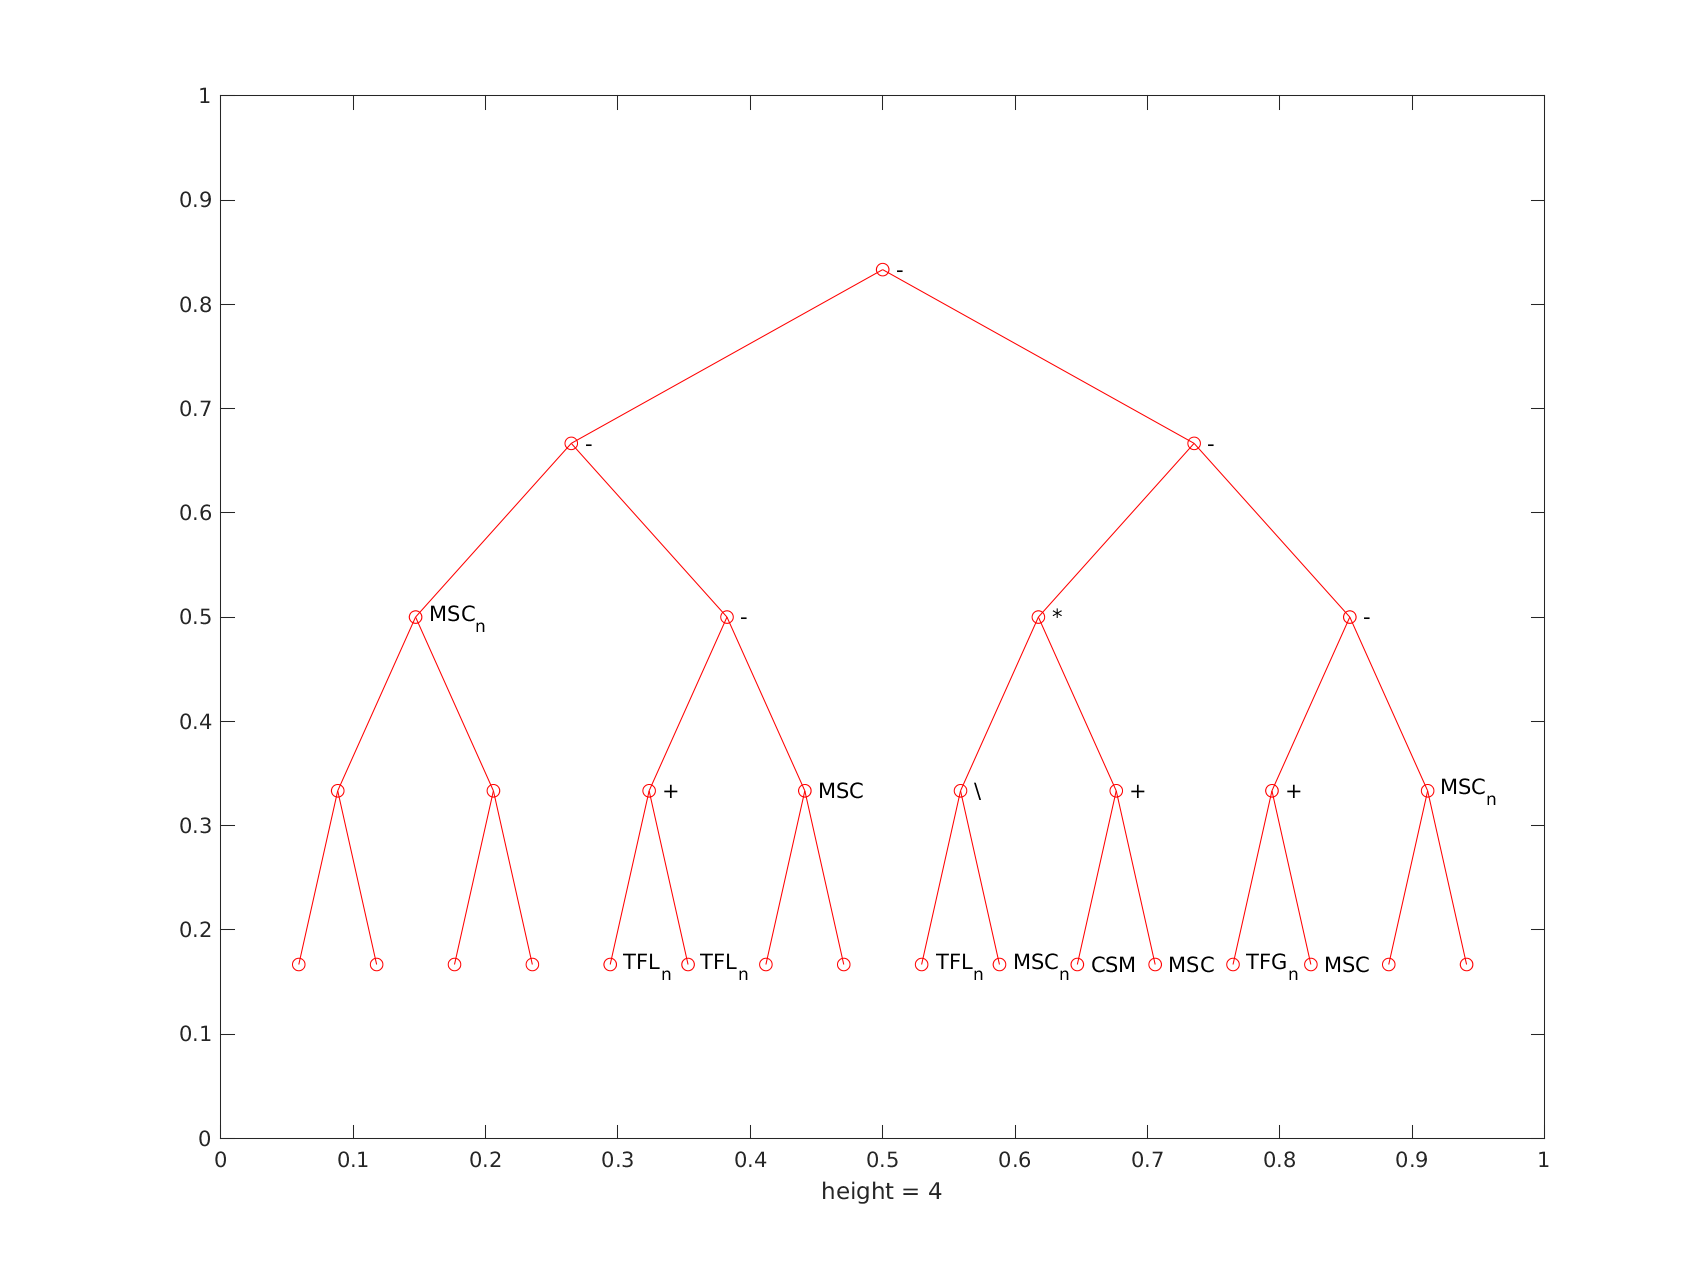 1
0.9
-
0.8
0.7
- -
0.6
0.5 MSCn - * -
0.4
0.3 + MSC \ + + MSCn
0.2 TFLn TFLn TFLn MSCn CSM MSC TFGn MSC
0.1
0
0 0.1 0.2 0.3 0.4 0.5 0.6 0.7 0.8 0.9 1
height = 4